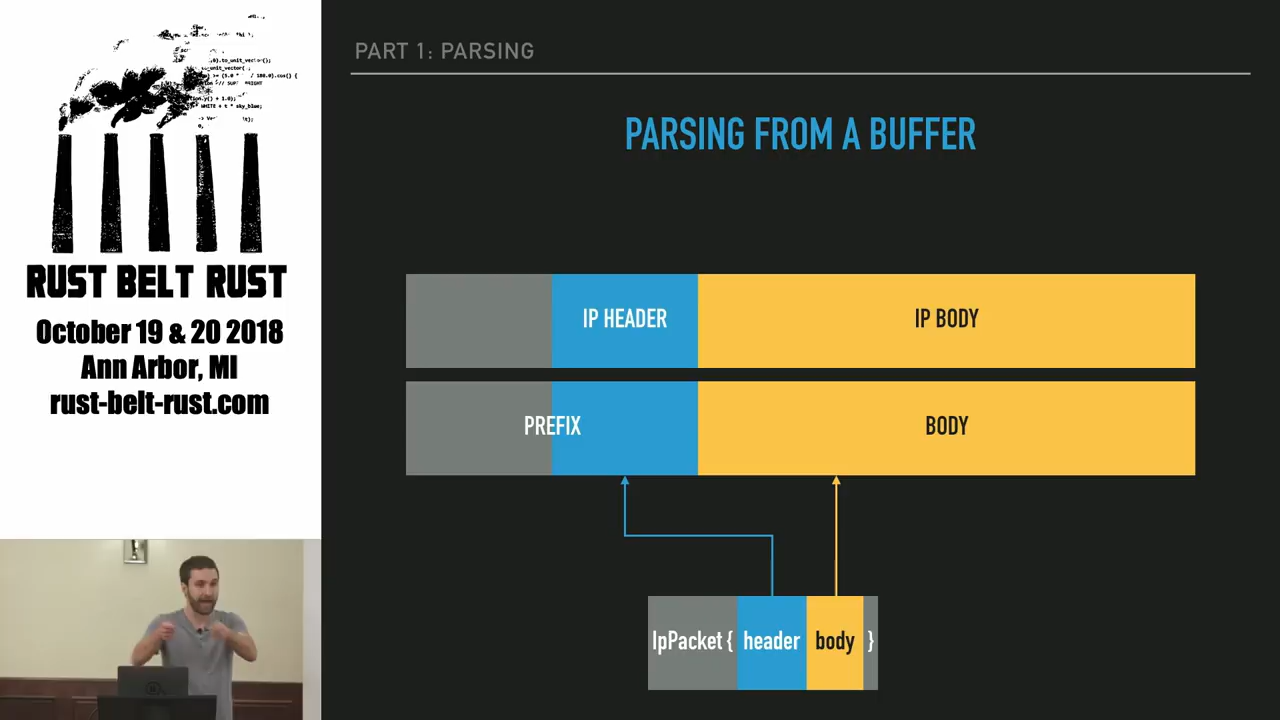 RUST BELT RUST
October 19 & 20 2018
Ann Arbor, MI
rust-belt-rust.com
PART 1: PARSING
PARSING FROM A BUFFER
IP HEADER
IP BODY
PREFIX
BODY
IpPacket { header body }